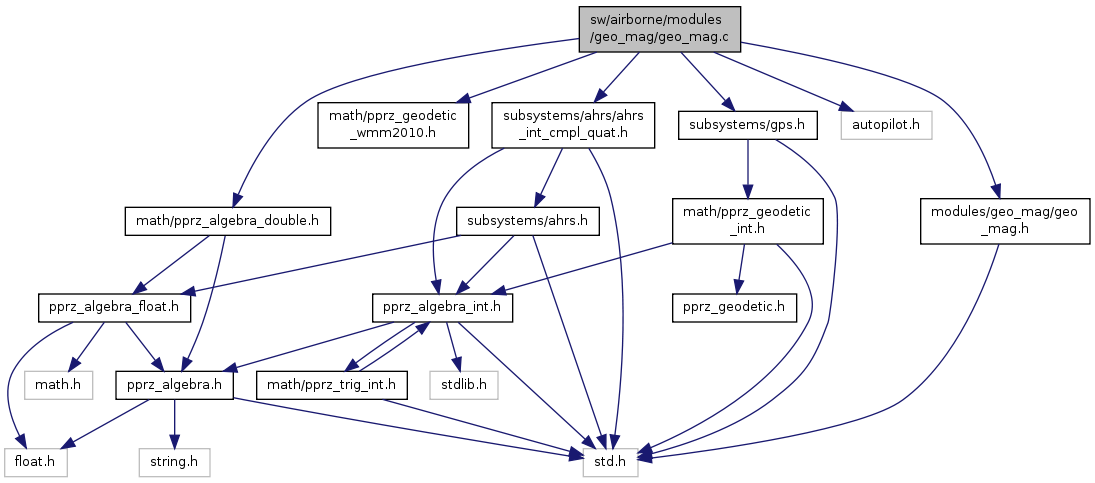 sw/airborne/modules
/geo_mag/geo_mag.c
math/pprz_geodetic
_wmm2010.h
subsystems/ahrs/ahrs
_int_cmpl_quat.h
subsystems/gps.h
autopilot.h
math/pprz_algebra_double.h
subsystems/ahrs.h
math/pprz_geodetic
_int.h
modules/geo_mag/geo
_mag.h
pprz_algebra_float.h
pprz_algebra_int.h
pprz_geodetic.h
math.h
pprz_algebra.h
math/pprz_trig_int.h
stdlib.h
float.h
string.h
std.h